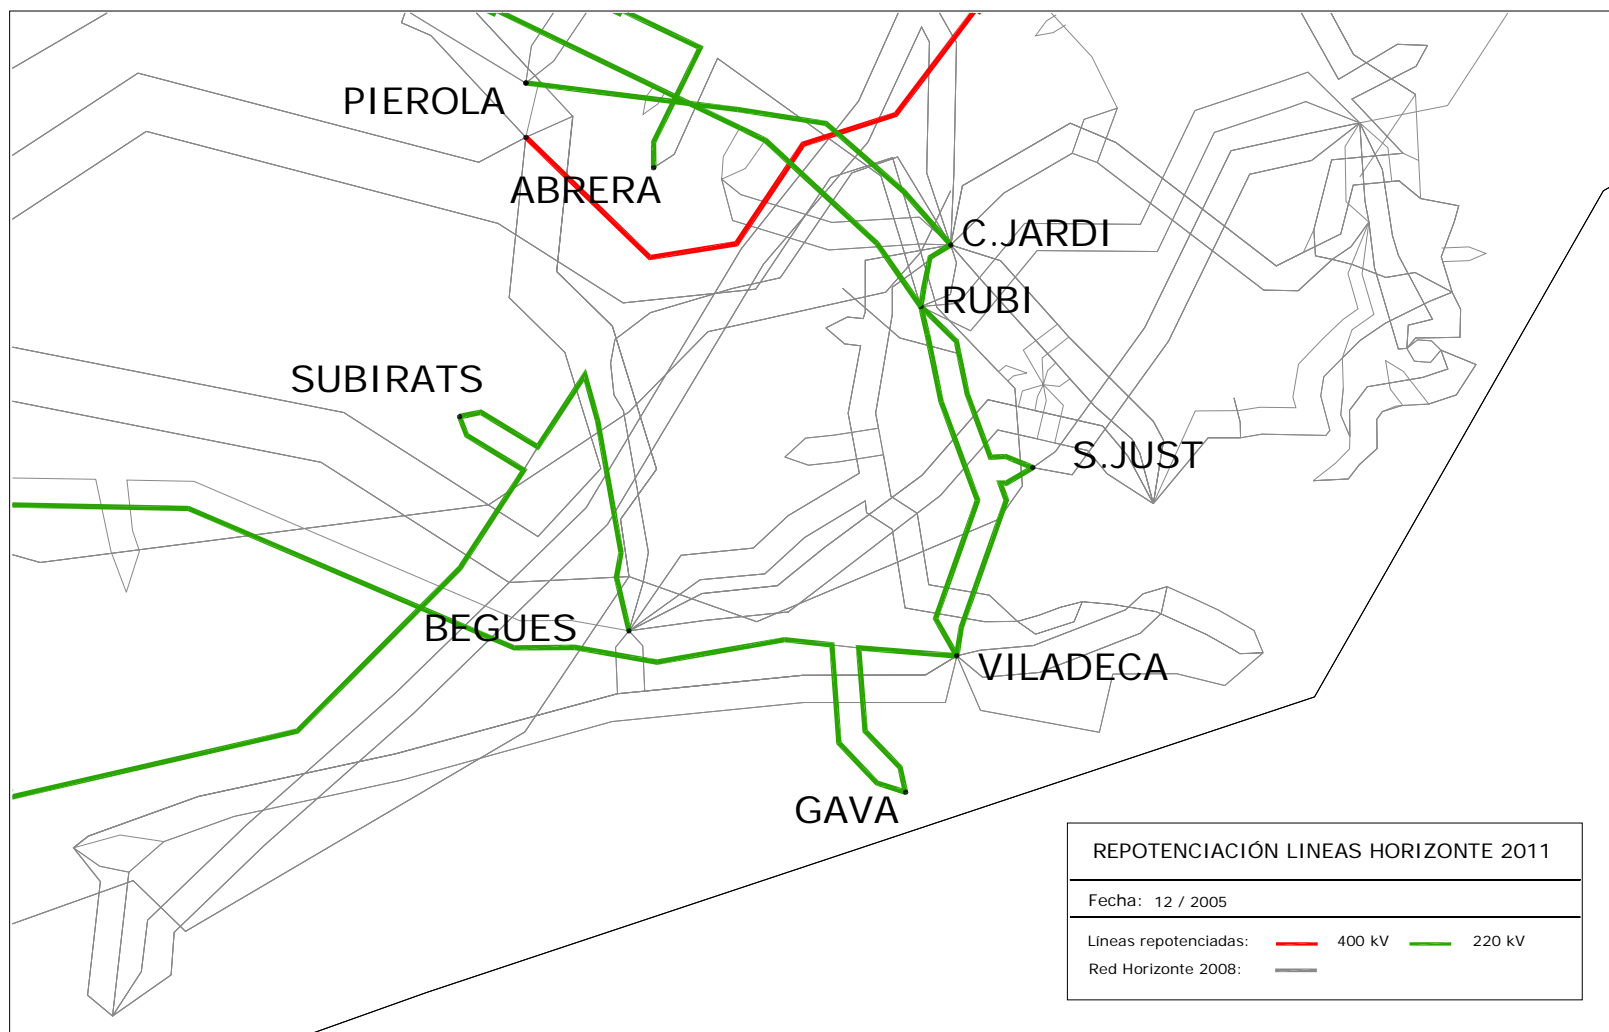 PIEROLA
ABRERA
C.JARDI
RUBI
SUBIRATS
S.JUST
BEGUES
VILADECA
GAVA
REPOTENCIACIÓN LINEAS HORIZONTE 2011
Fecha: 12 / 2005
Líneas repotenciadas: 400 kV 220 kV
Red Horizonte 2008: